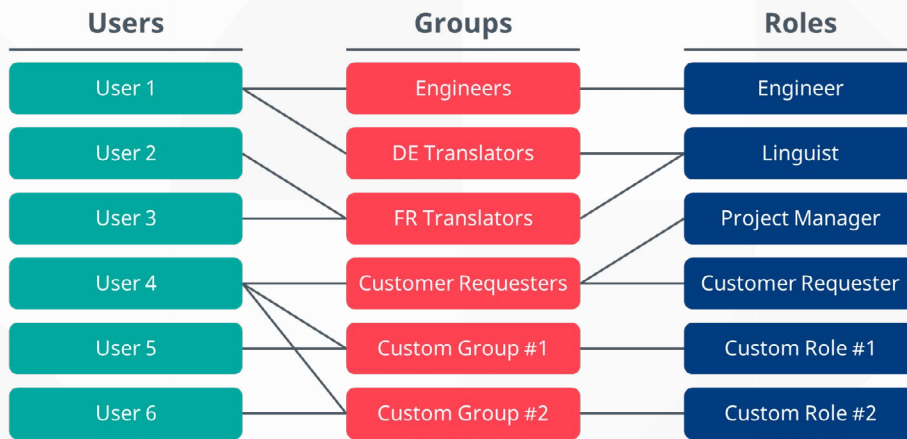 Users Groups Roles
User 1 Engineers Engineer
User 2 DE Translators Linguist
User 3 FR Translators Project Manager
User 4 Customer Requesters Customer Requester
User 5 Custom Group #1 Custom Role #1
User 6 Custom Group #2 Custom Role #2